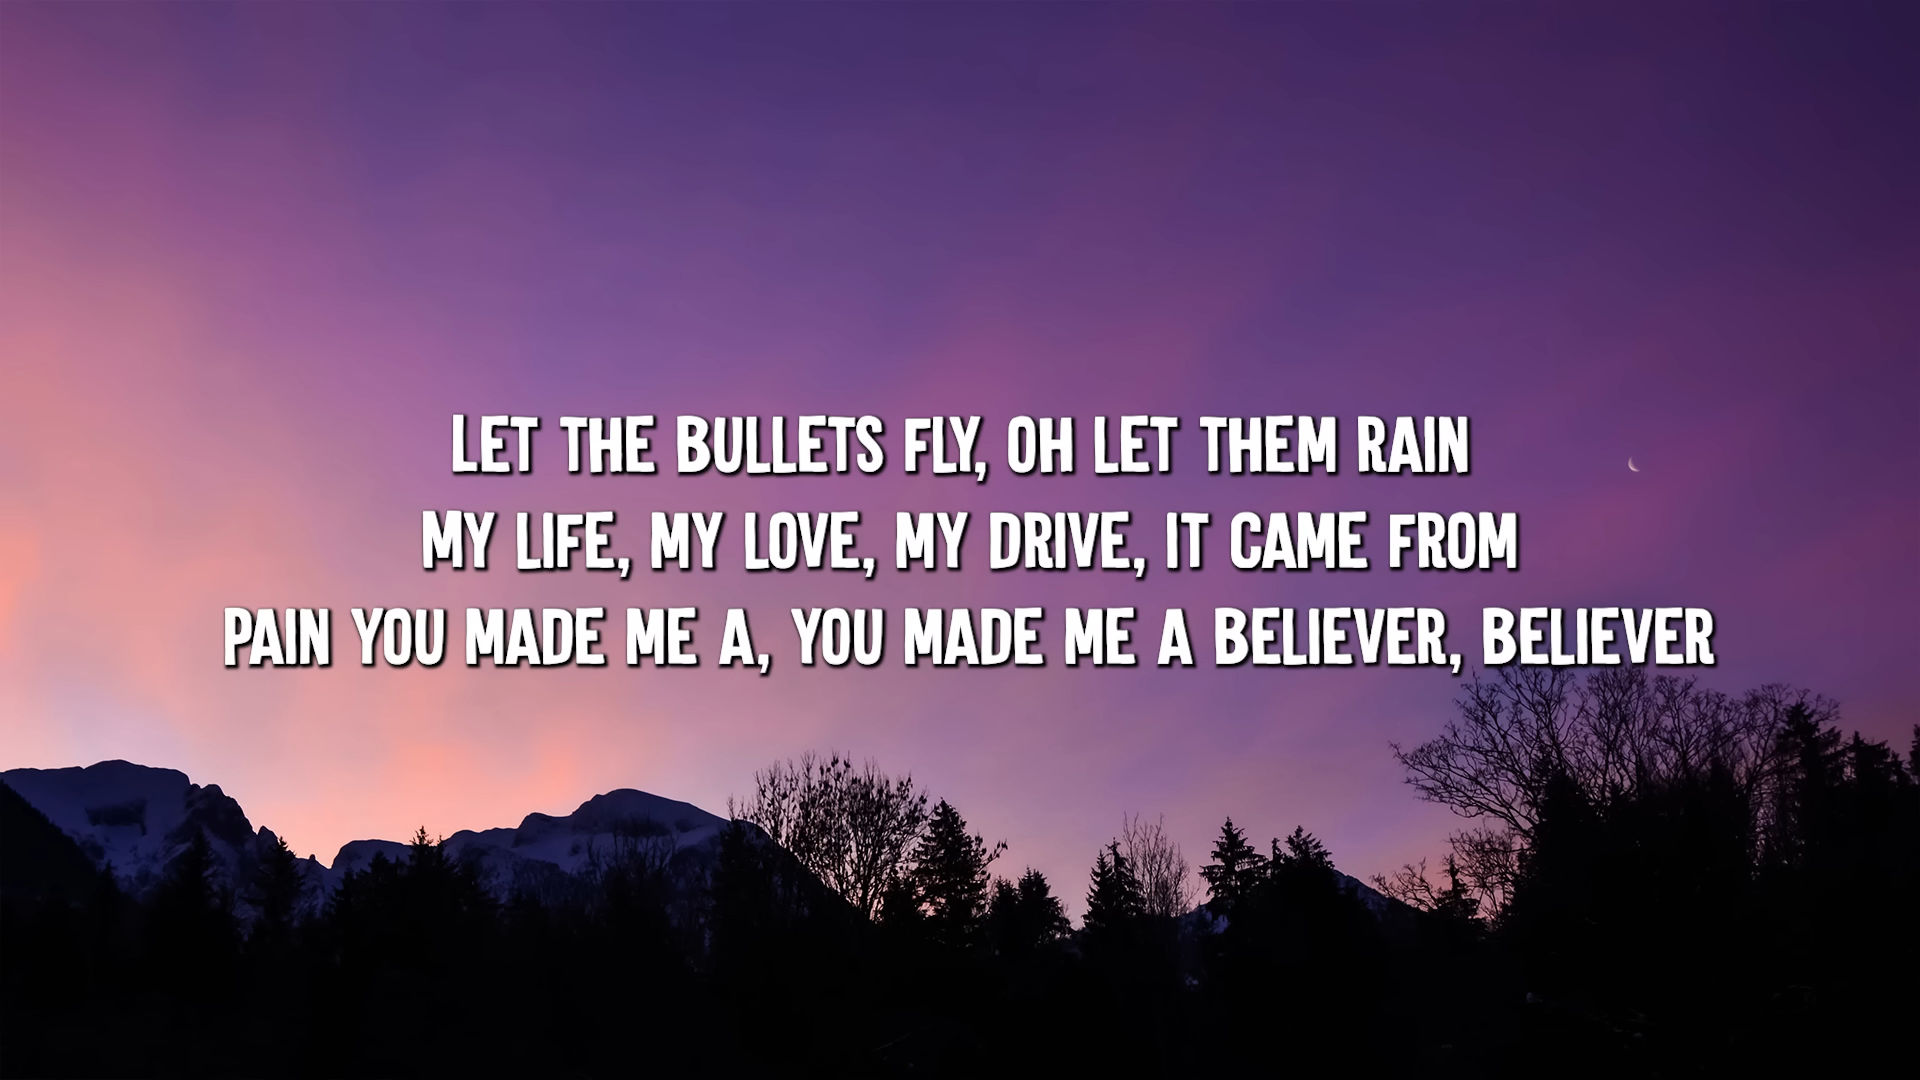 LET THE BULLETS FLY, OH LET THEM RAIN
MY LIFE, MY LOVE, MY DRIVE, IT CAME FROM
PAIN YOU MADE ME A, YOU MADE ME A BELIEVER, BELIEVER